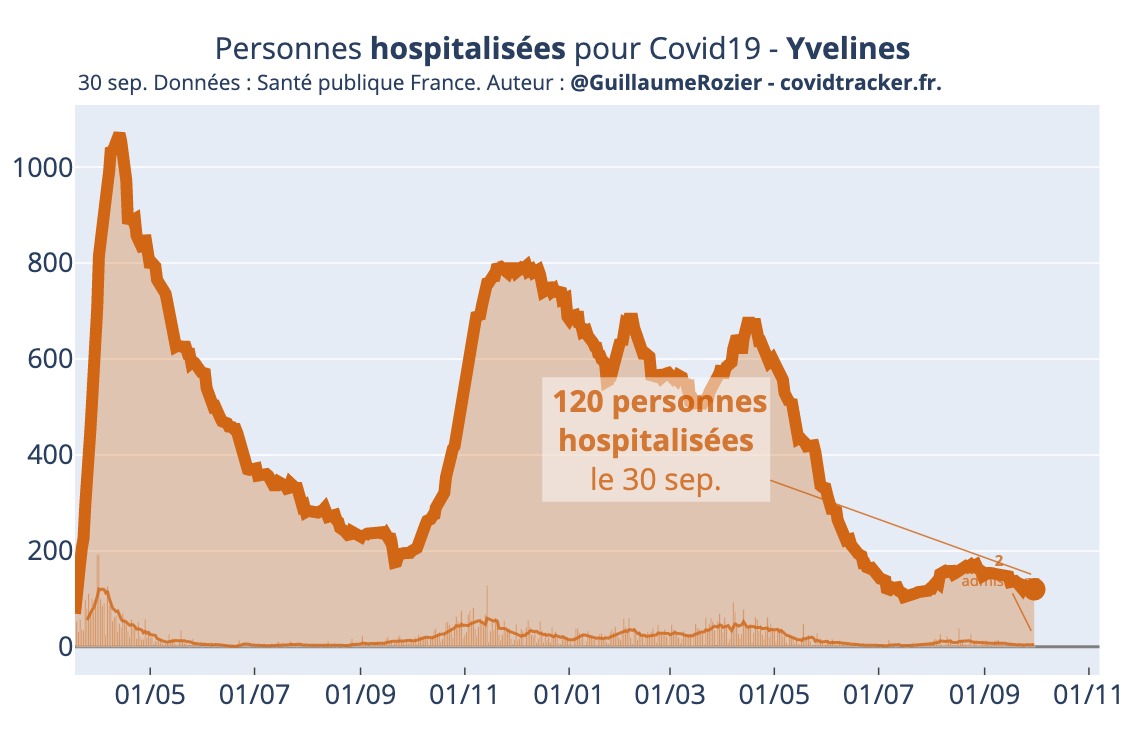 Personnes hospitalisées pour Covid19 - Yvelines
30 sep. Données : Santé publique France. Auteur : @GuillaumeRozier - covidtracker.fr.
1000
800
600
400
200
0
120 personnes
hospitalisées
le 30 sep.
2
01/05 01/07 01/09 01/11 01/01 01/03 01/05 01/07 01/09 01/11